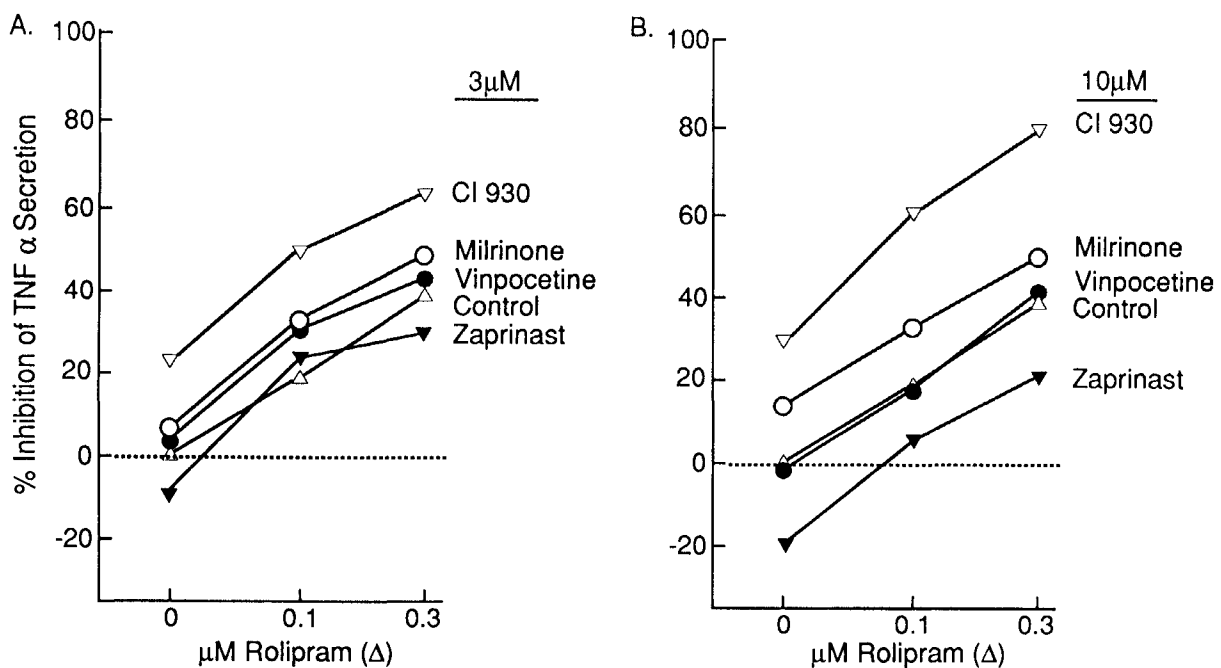 A.
% Inhibition of TNF α Secretion
100
80
60
40
20
0
-20
0 0.1 0.3
μM Rolipram (Δ)
3μM
CI 930
Milrinone
Vinpocetine
Control
Zaprinast
B.
100
80
60
40
20
0
-20
0 0.1 0.3
μM Rolipram (Δ)
10μM
CI 930
Milrinone
Vinpocetine
Control
Zaprinast